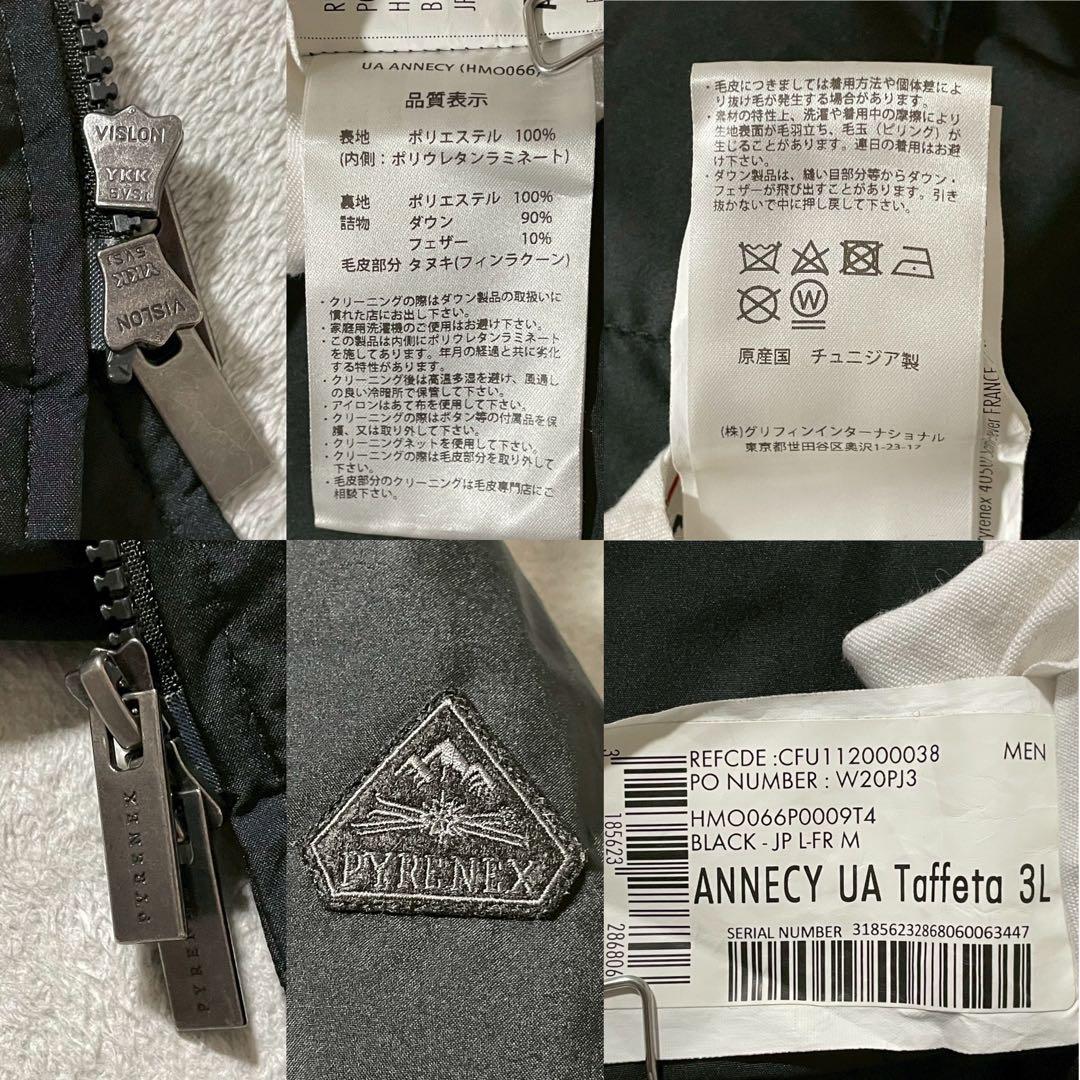 VISLON
YKK
5VSJ
5VSJ
YKK
VISLON
UA ANNECY (HMO066)
品質表示
表地 ポリエステル 100%
(内側:ポリウレタンラミネート)
裏地 ポリエステル 100%
詰物 ダウン 90%
フェザー 10%
毛皮部分 タヌキ(フィンラクーン)
・クリーニングの際はダウン製品の取扱いに
慣れた店にお出し下さい。
・家庭用洗濯機のご使用はお避け下さい。
・この製品は内側にポリウレタンラミネート
を施してあります。年月の経過と共に劣化
する特性があります。
・クリーニング後は高温多湿を避け、風通し
の良い冷暗所で保管して下さい。
・アイロンはあて布を使用して下さい。
・クリーニングの際はボタン等の付属品を保
護、又は取り外して下さい。
・クリーニングネットを使用して下さい。
・クリーニングの際は毛皮部分を取り外して
下さい。
・毛皮部分のクリーニングは毛皮専門店にご
相談下さい。
・毛皮につきましては着用方法や個体差によ
り抜け毛が発生する場合があります。
・素材の特性上、洗濯や着用中の摩擦により
生地表面が毛羽立ち、毛玉(ピリング)が
生じることがあります。連日の着用はお避
け下さい。
・ダウン製品は、縫い目部分等からダウン・
フェザーが飛び出すことがあります。引き
抜かないで中に押し戻して下さい。
W
原産国 チュニジア製
(株)グリフィンインターナショナル
東京都世田谷区奥沢1-23-17
FRANCE
PYRENEX
PYRENEX
REFCDE :CFU112000038 MEN
PO NUMBER : W20PJ3
HMO066P0009T4
BLACK - JP L-FR M
ANNECY UA Taffeta 3L
SERIAL NUMBER 31856232868060063447
3 185623 286806